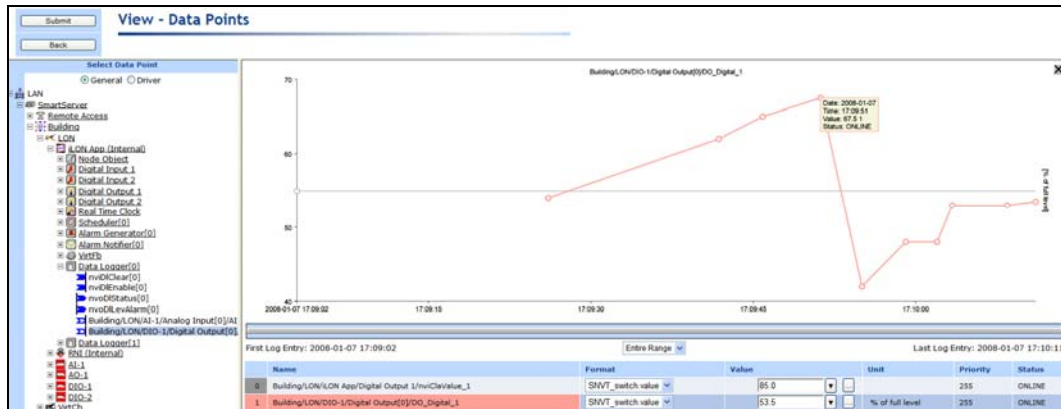 Submit
View - Data Points
Back
Select Data Point
General Driver
LAN
SmartServer
Remote Access
Building
LON
iLON App (Internal)
Node Object
Digital Input 1
Digital Input 2
Digital Output 1
Digital Output 2
Real Time Clock
Scheduler[0]
Alarm Generator[0]
Alarm Notifier[0]
VirtFb
Data Logger[0]
nviDlClear[0]
nviDlEnable[0]
nvoDlStatus[0]
nvoDlLevAlarm[0]
Building/LON/AI-1/Analog Input[0]/AI
Building/LON/DIO-1/Digital Output[0]
Data Logger[1]
RNI (Internal)
AI-1
AO-1
DIO-1
DIO-2
VirtCh
Building/LON/DIO-1/Digital Output[0]/DO_Digital_1
X
70
60
50
40
Date: 2008-01-07
Time: 17:09:51
Value: 67.5 1
Status: ONLINE
[% of full level]
2008-01-07 17:09:02
17:09:15
17:09:30
17:09:45
17:10:00
First Log Entry: 2008-01-07 17:09:02
Entire Range
Last Log Entry: 2008-01-07 17:10:11
Name Format Value Unit Priority Status
0 Building/LON/iLON App/Digital Output 1/nviClaValue_1 SNVT_switch:value 85.0 ... 255 ONLINE
1 Building/LON/DIO-1/Digital Output[0]/DO_Digital_1 SNVT_switch:value 53.5 ... % of full level 255 ONLINE